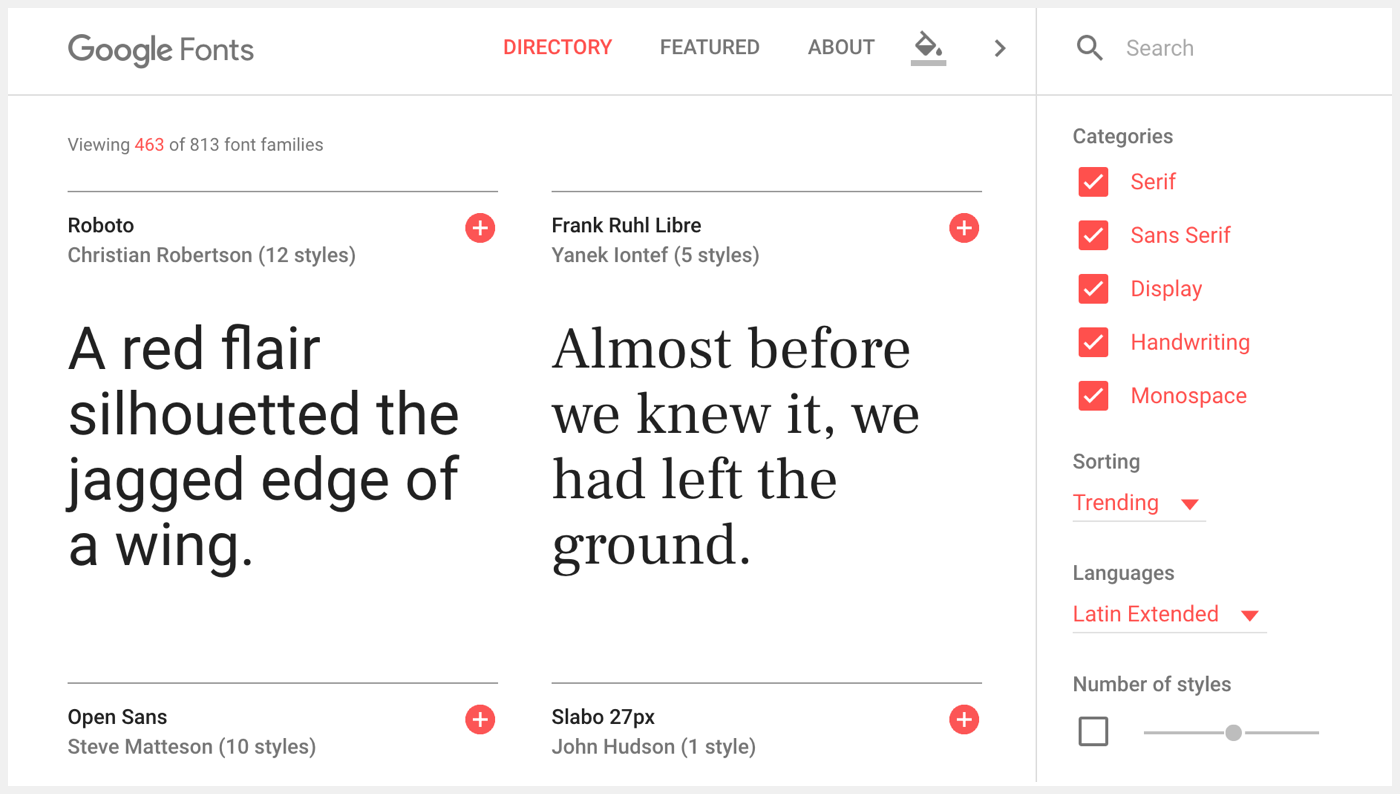 Google Fonts
DIRECTORY
FEATURED
ABOUT
Search
Viewing 463 of 813 font families
Roboto
Christian Robertson (12 styles)
A red flair
silhouetted the
jagged edge of
a wing.
Frank Ruhl Libre
Yanek Iontef (5 styles)
Almost before
we knew it, we
had left the
ground.
Open Sans
Steve Matteson (10 styles)
Slabo 27px
John Hudson (1 style)
Categories
Serif
Sans Serif
Display
Handwriting
Monospace
Sorting
Trending
Languages
Latin Extended
Number of styles